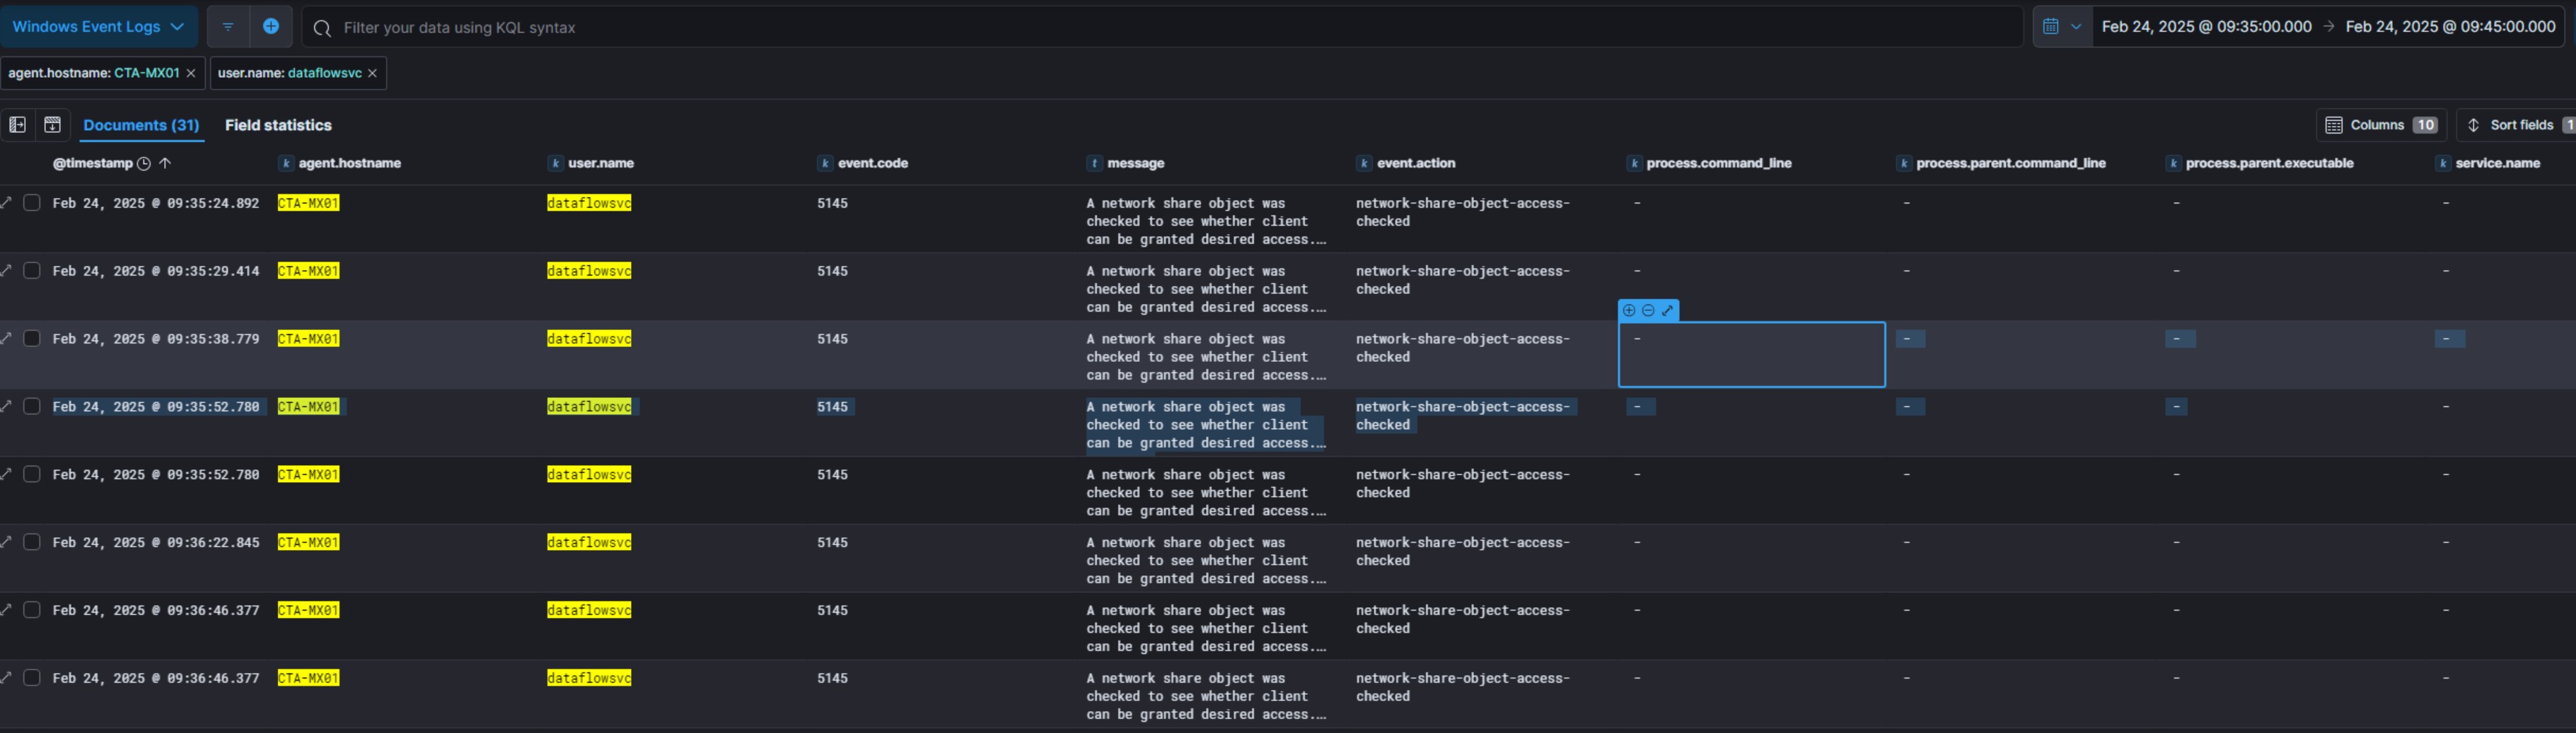 Windows Event Logs
Filter your data using KQL syntax
Feb 24, 2025 @ 09:35:00.000 → Feb 24, 2025 @ 09:45:00.000
agent.hostname: CTA-MX01 × user.name: dataflowsvc ×
Documents (31) Field statistics
Columns 10 Sort fields 1
@timestamp ↑ k agent.hostname k user.name k event.code t message k event.action k process.command_line k process.parent.command_line k process.parent.executable k service.name
Feb 24, 2025 @ 09:35:24.892 CTA-MX01 dataflowsvc 5145 A network share object was network-share-object-access- - - - -
checked to see whether client checked
can be granted desired access.…
Feb 24, 2025 @ 09:35:29.414 CTA-MX01 dataflowsvc 5145 A network share object was network-share-object-access- - - - -
checked to see whether client checked
can be granted desired access.…
Feb 24, 2025 @ 09:35:38.779 CTA-MX01 dataflowsvc 5145 A network share object was network-share-object-access- - - - -
checked to see whether client checked
can be granted desired access.…
Feb 24, 2025 @ 09:35:52.780 CTA-MX01 dataflowsvc 5145 A network share object was network-share-object-access- - - - -
checked to see whether client checked
can be granted desired access.…
Feb 24, 2025 @ 09:35:52.780 CTA-MX01 dataflowsvc 5145 A network share object was network-share-object-access- - - - -
checked to see whether client checked
can be granted desired access.…
Feb 24, 2025 @ 09:36:22.845 CTA-MX01 dataflowsvc 5145 A network share object was network-share-object-access- - - - -
checked to see whether client checked
can be granted desired access.…
Feb 24, 2025 @ 09:36:46.377 CTA-MX01 dataflowsvc 5145 A network share object was network-share-object-access- - - - -
checked to see whether client checked
can be granted desired access.…
Feb 24, 2025 @ 09:36:46.377 CTA-MX01 dataflowsvc 5145 A network share object was network-share-object-access- - - - -
checked to see whether client checked
can be granted desired access.…